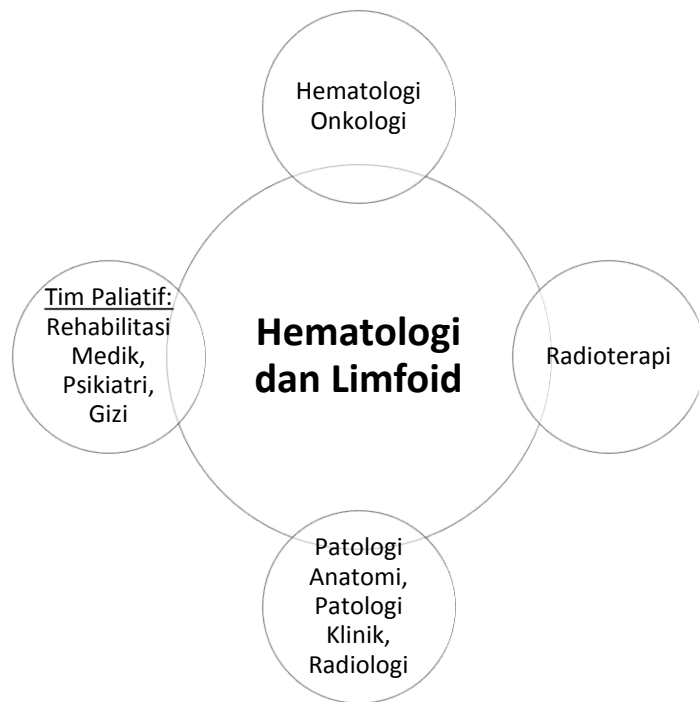 Hematologi
Onkologi
Tim Paliatif:
Rehabilitasi
Medik,
Psikiatri,
Gizi
Hematologi
dan Limfoid
Radioterapi
Patologi
Anatomi,
Patologi
Klinik,
Radiologi